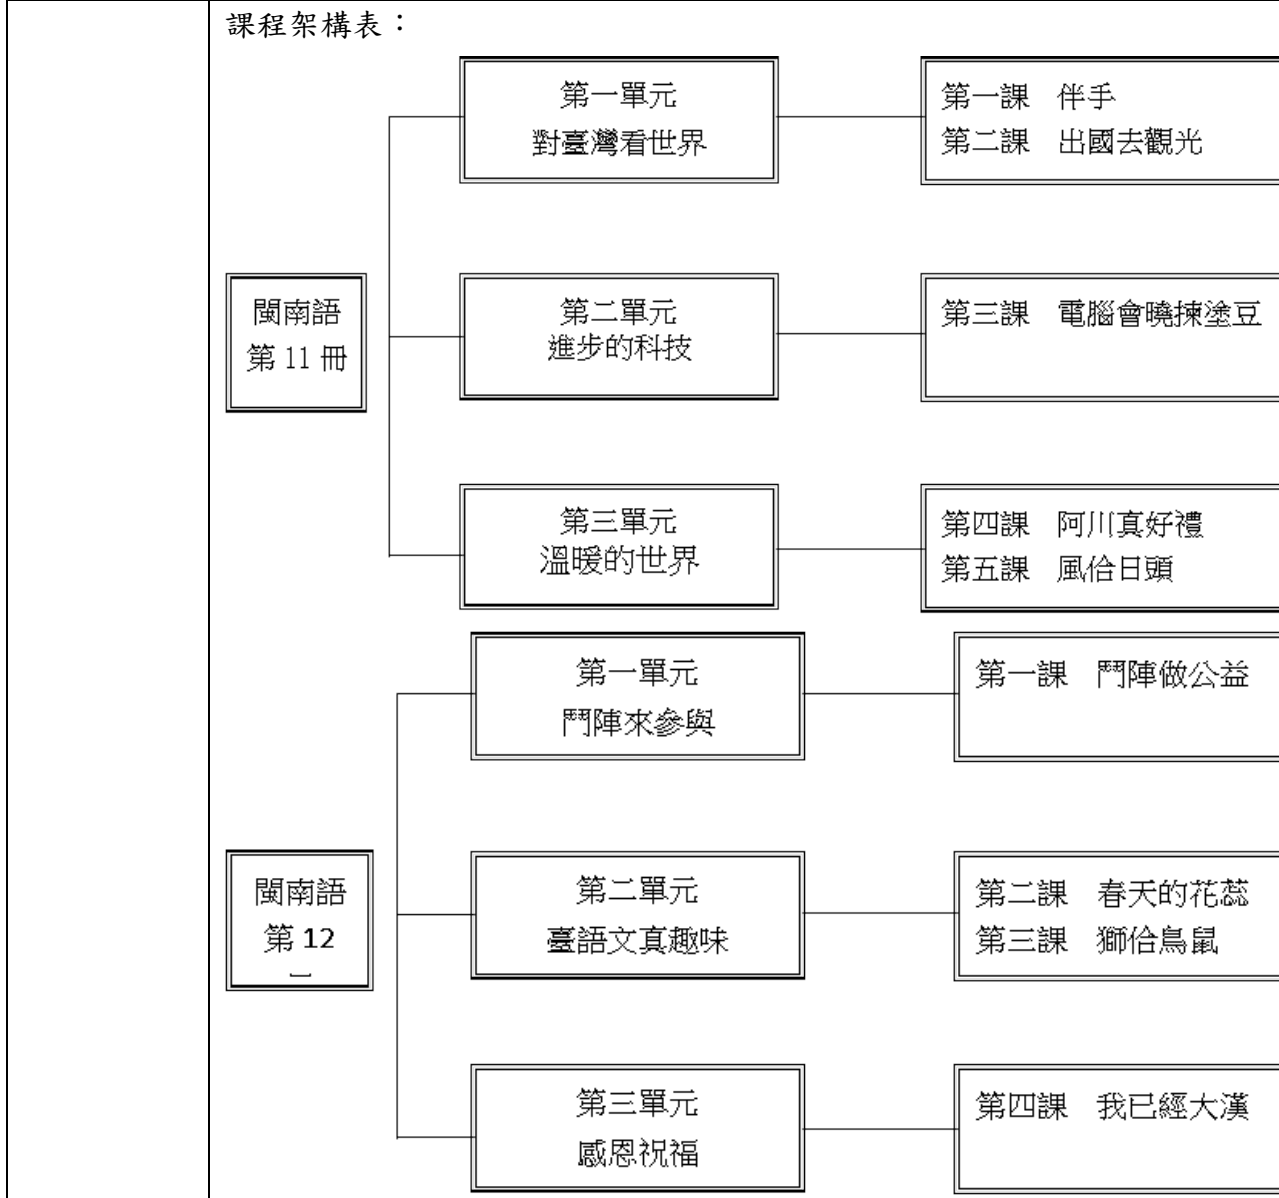 課程架構表：
閩南語
第 11 冊
第一單元
對臺灣看世界
第一課 伴手
第二課 出國去觀光
第二單元
進步的科技
第三課 電腦會曉揀塗豆
第三單元
溫暖的世界
第四課 阿川真好禮
第五課 風佮日頭
閩南語
第 12
第一單元
鬥陣來參與
第一課 鬥陣做公益
第二單元
臺語文真趣味
第二課 春天的花蕊
第三課 獅佮鳥鼠
第三單元
感恩祝福
第四課 我已經大漢